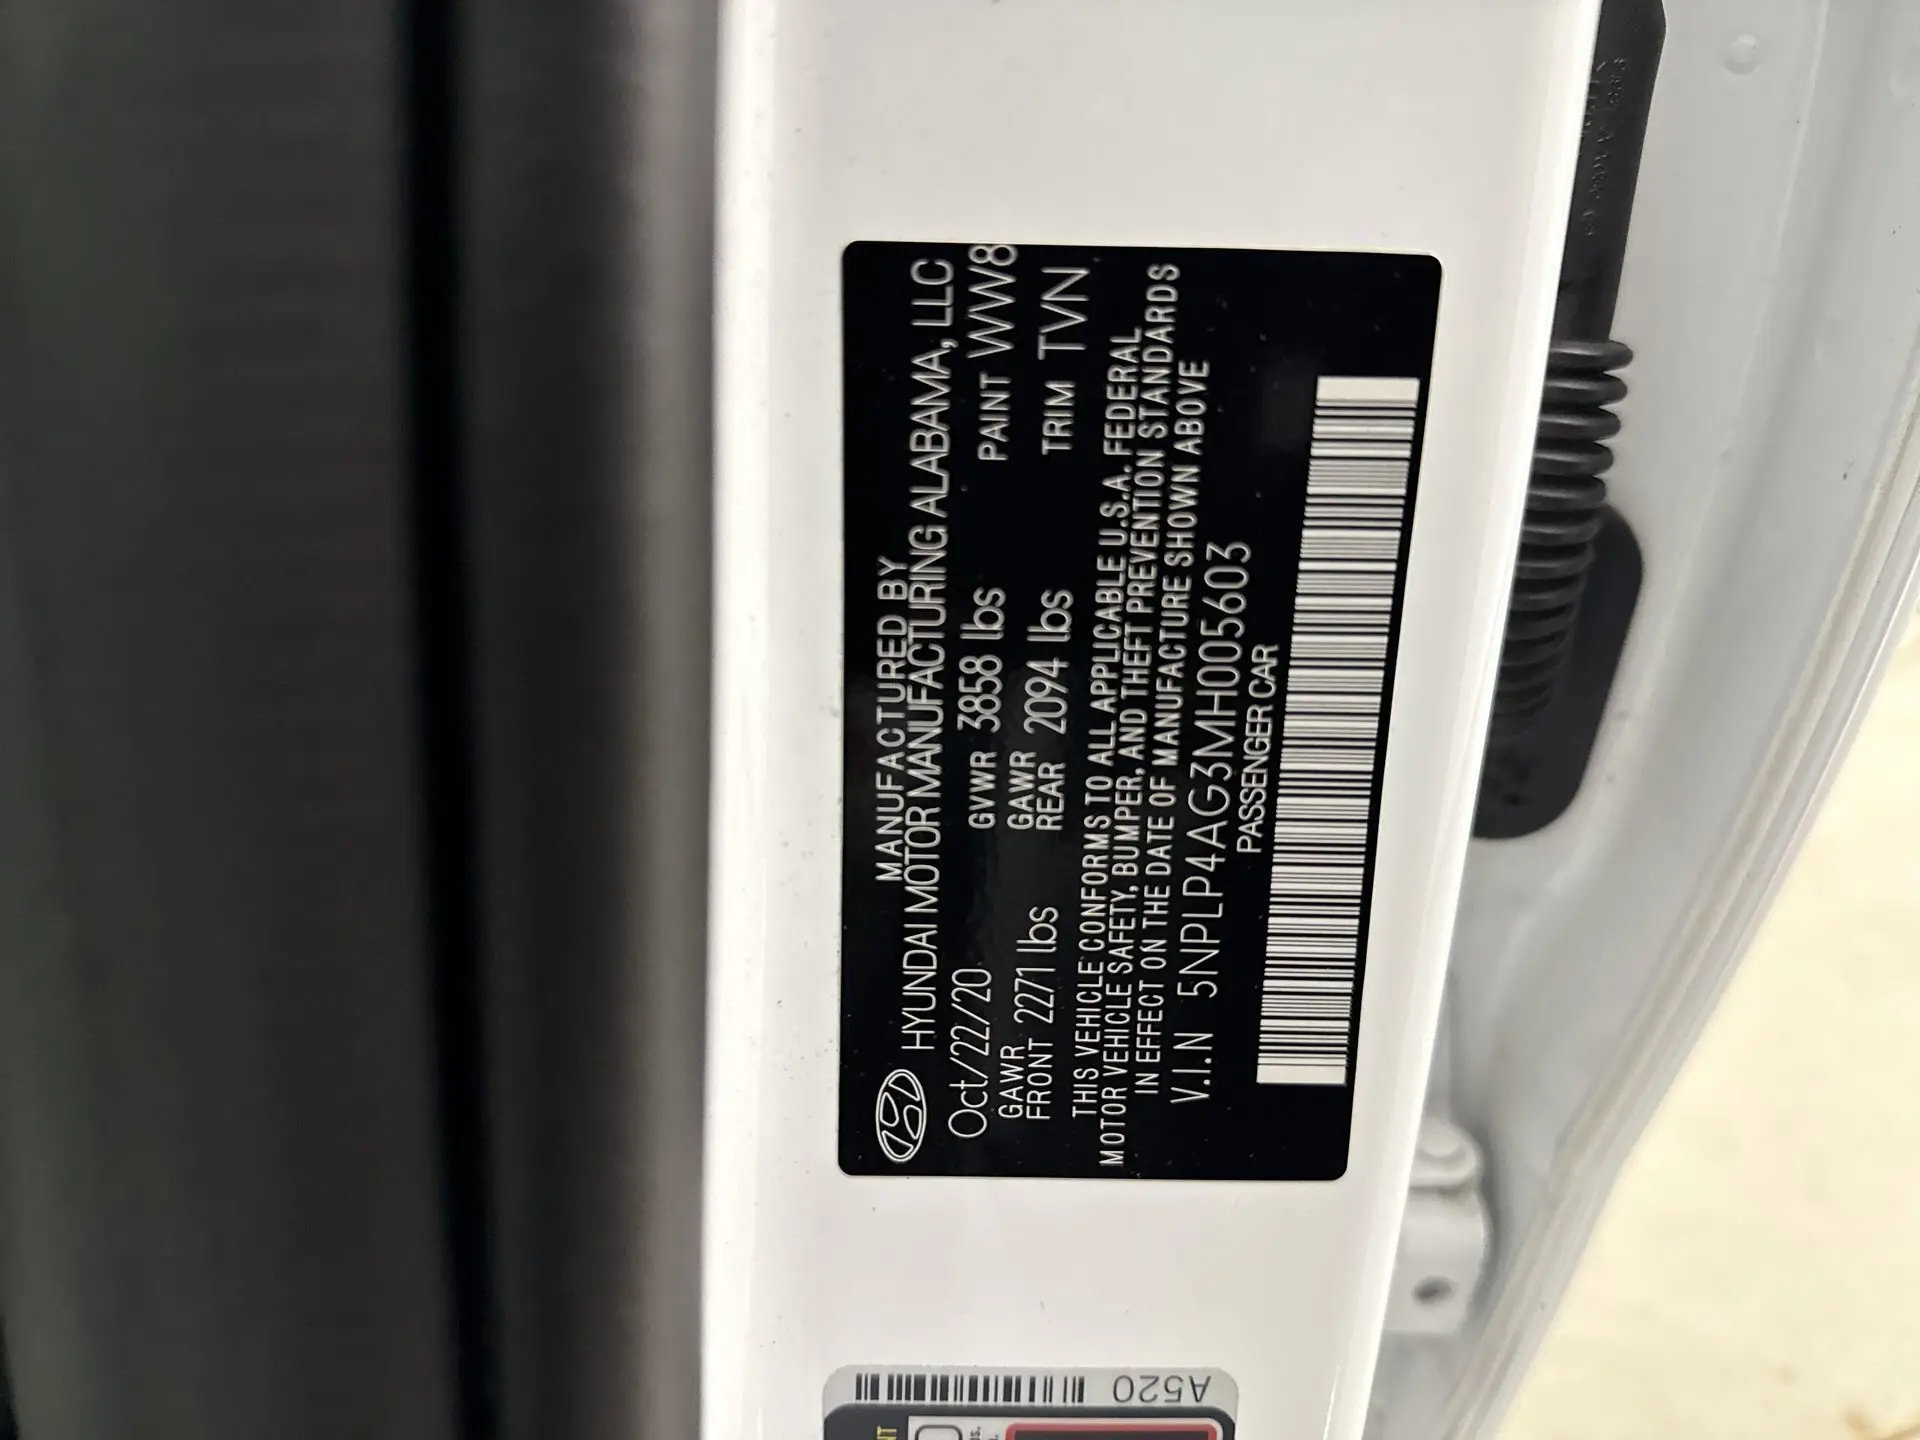 MANUFACTURED BY
HYUNDAI MOTOR MANUFACTURING ALABAMA, LLC
Oct/22/20 GVWR 3858 lbs PAINT WW8
GAWR FRONT 2271 lbs GAWR REAR 2094 lbs TRIM TVN
THIS VEHICLE CONFORMS TO ALL APPLICABLE U.S.A. FEDERAL
MOTOR VEHICLE SAFETY, BUMPER, AND THEFT PREVENTION STANDARDS
IN EFFECT ON THE DATE OF MANUFACTURE SHOWN ABOVE
V.I.N 5NPLP4AG3MH005603
PASSENGER CAR
A520